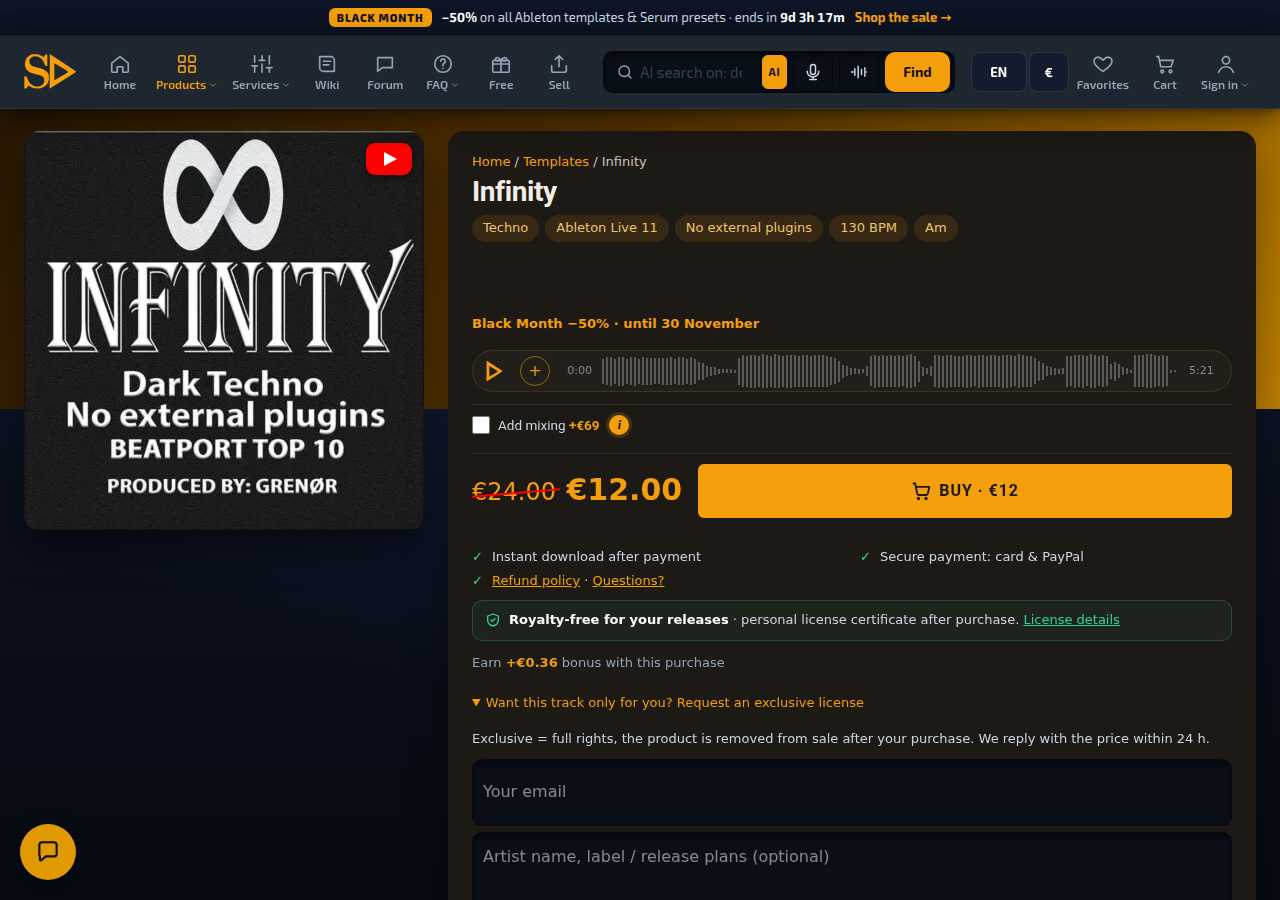 BLACK MONTH −50% on all Ableton templates & Serum presets · ends in 9d 3h 17m Shop the sale →
Home Products Services Wiki Forum FAQ Free Sell AI search on: AI Find EN € Favorites Cart Sign in
INFINITY
Dark Techno
No external plugins
BEATPORT TOP 10
PRODUCED BY: GRENØR
Home / Templates / Infinity
Infinity
Techno Ableton Live 11 No external plugins 130 BPM Am
Black Month −50% · until 30 November
0:00 5:21
Add mixing +€69 i
€24.00 €12.00 BUY · €12
✓ Instant download after payment ✓ Secure payment: card & PayPal
✓ Refund policy · Questions?
Royalty-free for your releases · personal license certificate after purchase. License details
Earn +€0.36 bonus with this purchase
▼ Want this track only for you? Request an exclusive license
Exclusive = full rights, the product is removed from sale after your purchase. We reply with the price within 24 h.
Your email
Artist name, label / release plans (optional)